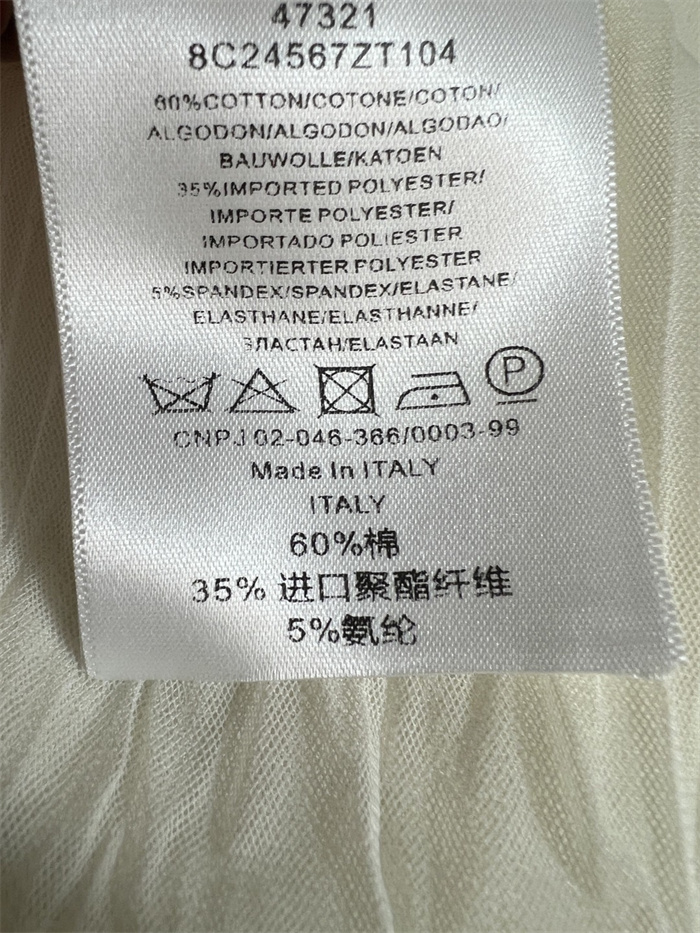 47321
8C24567ZT104
60%COTTON/COTONE/COTON/
ALGODON/ALGODON/ALGODAO/
BAUWOLLE/KATOEN
35%IMPORTED POLYESTER/
IMPORTE POLYESTER/
IMPORTADO POLIESTER
IMPORTIERTER POLYESTER
5%SPANDEX/SPANDEX/ELASTANE/
ELASTHANE/ELASTHANNE/
ЭЛАСТАН/ELASTAAN
P
CNPJ 02-046-366/0003-99
Made In ITALY
ITALY
60%棉
35% 进口聚酯纤维
5%氨纶